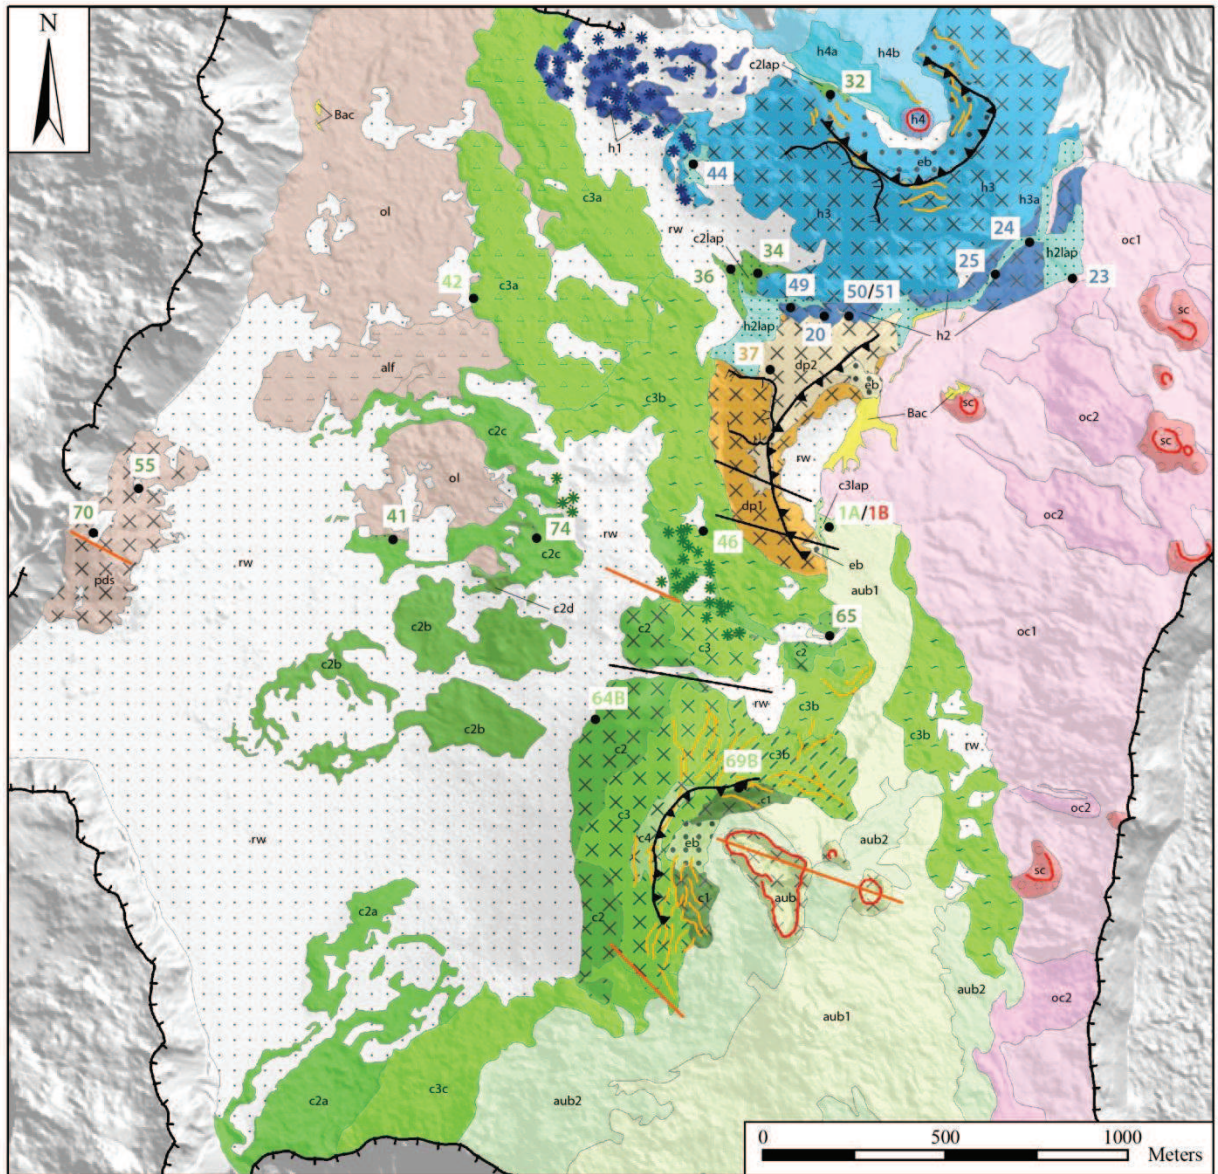 N
Bac
h1
c2lap
h4a
h4b
32
h4
eb
h3
h3a
44
h3
oc1
24
ol
c3a
rw
c2lap
34
36
25
h2lap
23
42
c3a
49
50/51
sc
h2lap
20
h2
37
dp2
eb
alf
c3b
Bac
sc
oc2
sc
c2c
rw
55
ol
c3lap
70
41
74
dp1
1A/1B
oc2
46
rw
c2c
rw
eb
pds
c2d
aub1
c2b
c2
65
c3
c2
oc1
c2b
64B
rw
c3b
c2b
c2
c3b
c3b
rw
69B
c1
oc2
c3
rw
c4
eb
aub2
sc
c1
aub
c2a
c2
aub2
oc2
aub1
c2a
c3c
aub2
0 500 1000
Meters